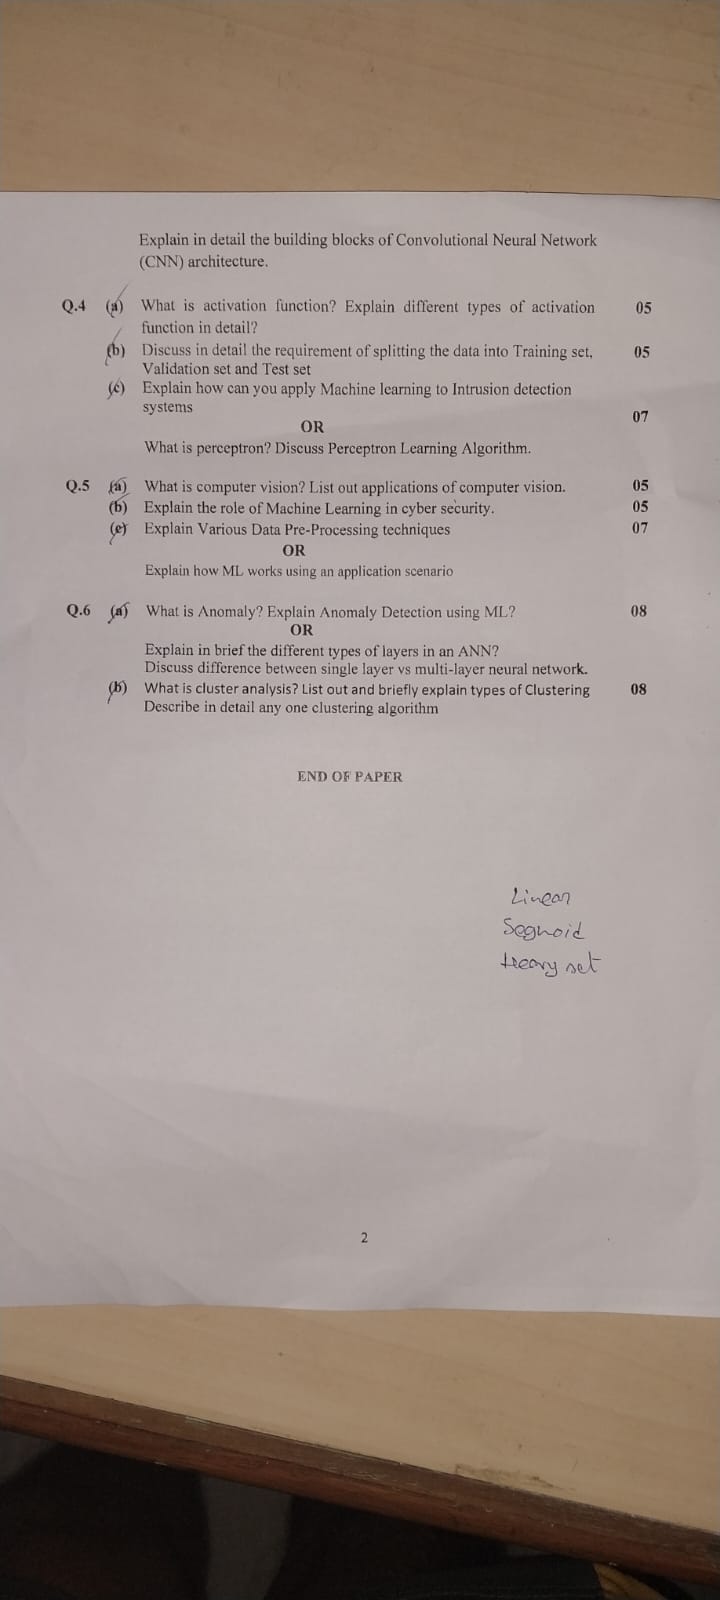 Explain in detail the building blocks of Convolutional Neural Network
(CNN) architecture.
Q.4 (a) What is activation function? Explain different types of activation 05
function in detail?
(b) Discuss in detail the requirement of splitting the data into Training set, 05
Validation set and Test set
(c) Explain how can you apply Machine learning to Intrusion detection
systems
07
OR
What is perceptron? Discuss Perceptron Learning Algorithm.
Q.5 (a) What is computer vision? List out applications of computer vision. 05
(b) Explain the role of Machine Learning in cyber security. 05
(c) Explain Various Data Pre-Processing techniques 07
OR
Explain how ML works using an application scenario
Q.6 (a) What is Anomaly? Explain Anomaly Detection using ML? 08
OR
Explain in brief the different types of layers in an ANN?
Discuss difference between single layer vs multi-layer neural network.
(b) What is cluster analysis? List out and briefly explain types of Clustering 08
Describe in detail any one clustering algorithm
END OF PAPER
Linear
Segnoid
set
2